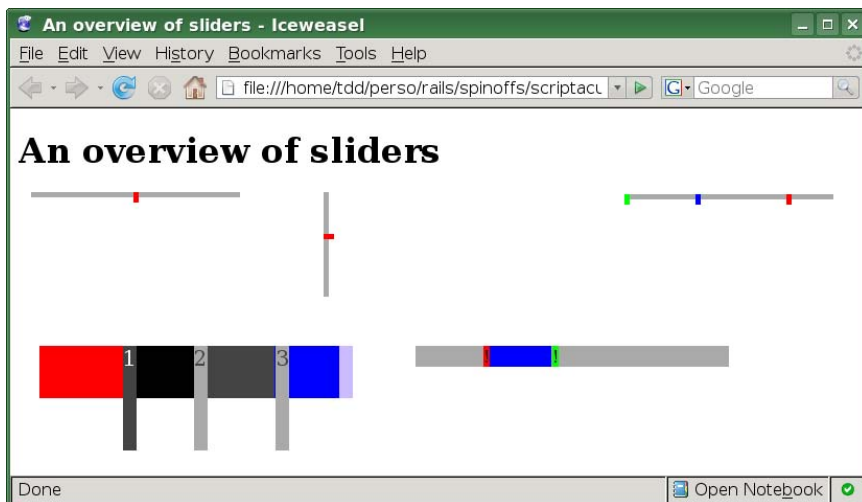 An overview of sliders - Iceweasel
File Edit View History Bookmarks Tools Help
file:///home/tdd/perso/rails/spinoffs/scriptacu
G Google
An overview of sliders
1 2 3 ! !
Done Open Notebook